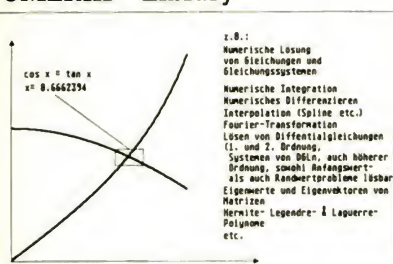 cos x = tan x
x= 0.6662394
z.B.:
Numerische Lösung
von Gleichungen und
Gleichungssystemen
Numerische Integration
Numerisches Differenzieren
Interpolation (Spline etc.)
Fourier-Transformation
Lösen von Diffentialgleichungen
(1. und 2. Ordnung,
Systemen von DGLn, auch höherer
Ordnung, sowohl Anfangswert-
als auch Randwertprobleme lösbar
Eigenwerte und Eigenvektoren von
Matrizen
Hermite- Legendre- & Laguerre-
Polynome
etc.